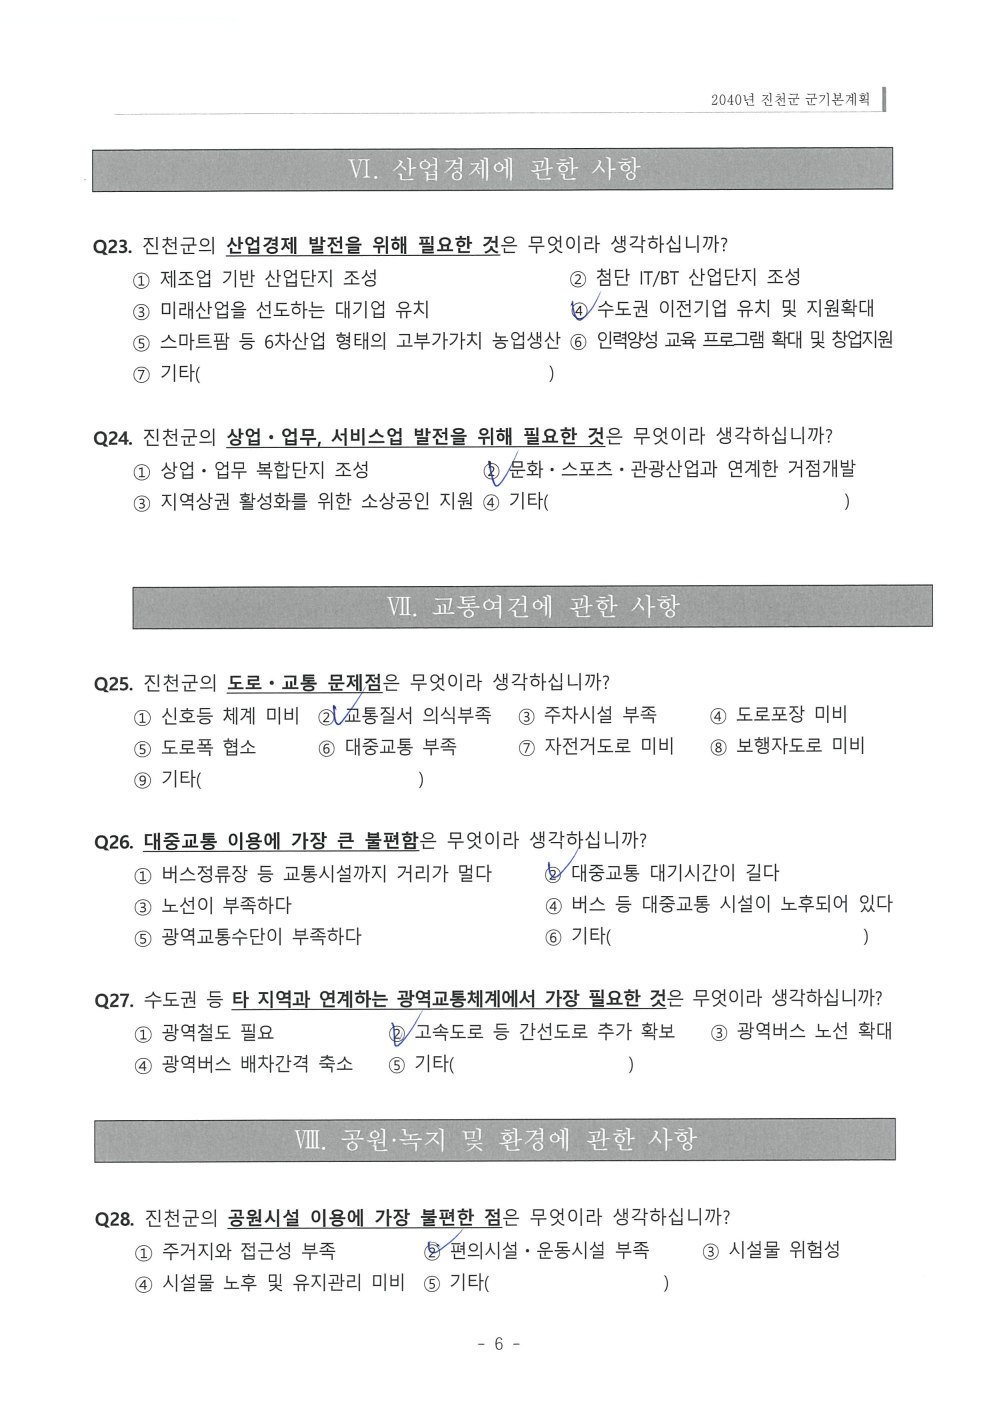 2040년 진천군 군기본계획
Ⅵ. 산업경제에 관한 사항
Q23. 진천군의 산업경제 발전을 위해 필요한 것은 무엇이라 생각하십니까?
① 제조업 기반 산업단지 조성 ② 첨단 IT/BT 산업단지 조성
③ 미래산업을 선도하는 대기업 유치 ④ 수도권 이전기업 유치 및 지원확대
⑤ 스마트팜 등 6차산업 형태의 고부가가치 농업생산 ⑥ 인력양성 교육 프로그램 확대 및 창업지원
⑦ 기타( )
Q24. 진천군의 상업・업무, 서비스업 발전을 위해 필요한 것은 무엇이라 생각하십니까?
① 상업・업무 복합단지 조성 ② 문화・스포츠・관광산업과 연계한 거점개발
③ 지역상권 활성화를 위한 소상공인 지원 ④ 기타( )
Ⅶ. 교통여건에 관한 사항
Q25. 진천군의 도로・교통 문제점은 무엇이라 생각하십니까?
① 신호등 체계 미비 ② 교통질서 의식부족 ③ 주차시설 부족 ④ 도로포장 미비
⑤ 도로폭 협소 ⑥ 대중교통 부족 ⑦ 자전거도로 미비 ⑧ 보행자도로 미비
⑨ 기타( )
Q26. 대중교통 이용에 가장 큰 불편함은 무엇이라 생각하십니까?
① 버스정류장 등 교통시설까지 거리가 멀다 ② 대중교통 대기시간이 길다
③ 노선이 부족하다 ④ 버스 등 대중교통 시설이 노후되어 있다
⑤ 광역교통수단이 부족하다 ⑥ 기타( )
Q27. 수도권 등 타 지역과 연계하는 광역교통체계에서 가장 필요한 것은 무엇이라 생각하십니까?
① 광역철도 필요 ② 고속도로 등 간선도로 추가 확보 ③ 광역버스 노선 확대
④ 광역버스 배차간격 축소 ⑤ 기타( )
Ⅷ. 공원·녹지 및 환경에 관한 사항
Q28. 진천군의 공원시설 이용에 가장 불편한 점은 무엇이라 생각하십니까?
① 주거지와 접근성 부족 ② 편의시설・운동시설 부족 ③ 시설물 위험성
④ 시설물 노후 및 유지관리 미비 ⑤ 기타( )
- 6 -